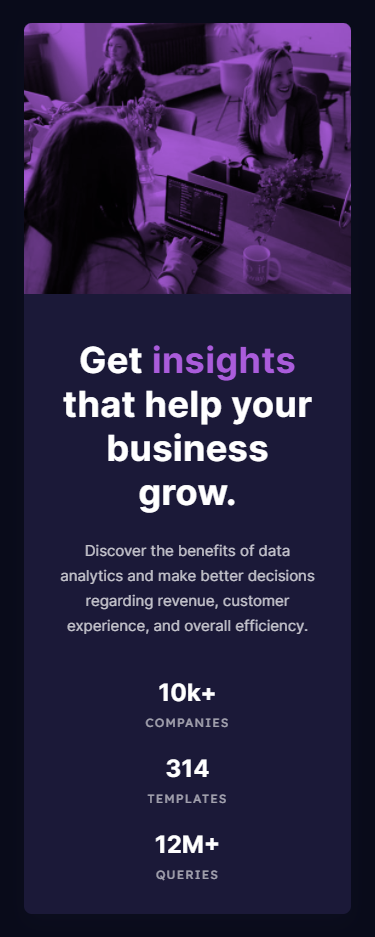 Get insights
that help your
business
grow.
Discover the benefits of data
analytics and make better decisions
regarding revenue, customer
experience, and overall efficiency.
10k+
COMPANIES
314
TEMPLATES
12M+
QUERIES